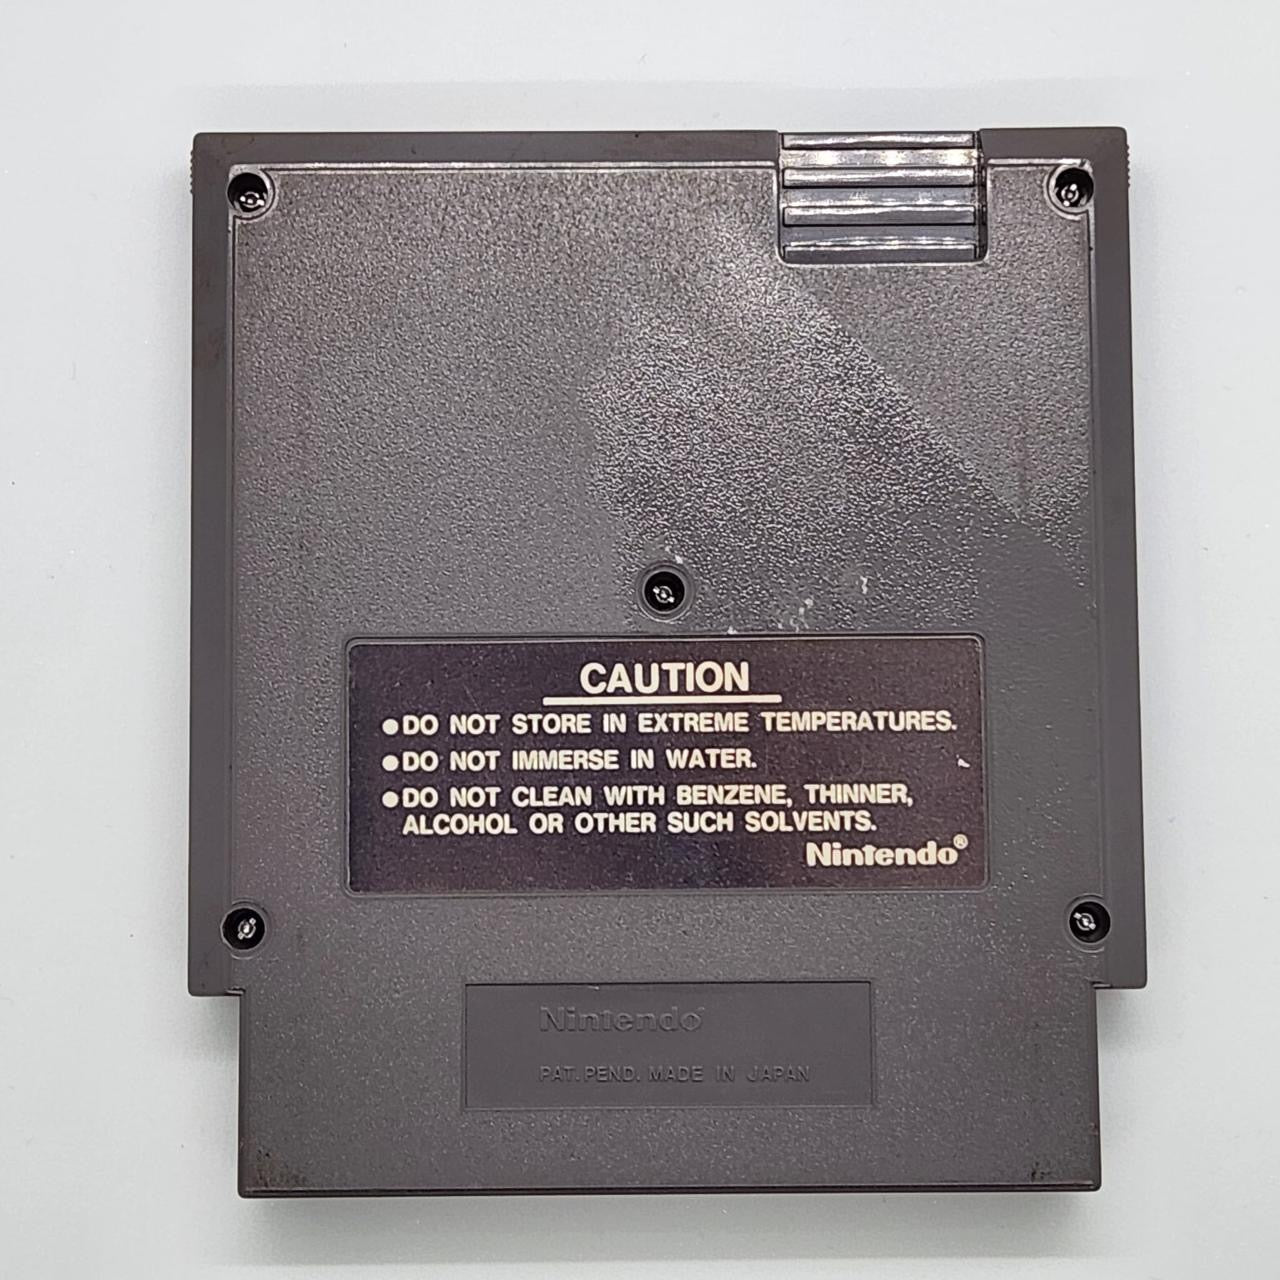 CAUTION
●DO NOT STORE IN EXTREME TEMPERATURES.
●DO NOT IMMERSE IN WATER.
●DO NOT CLEAN WITH BENZENE, THINNER,
ALCOHOL OR OTHER SUCH SOLVENTS.
Nintendo®
Nintendo
PAT. PEND. MADE IN JAPAN